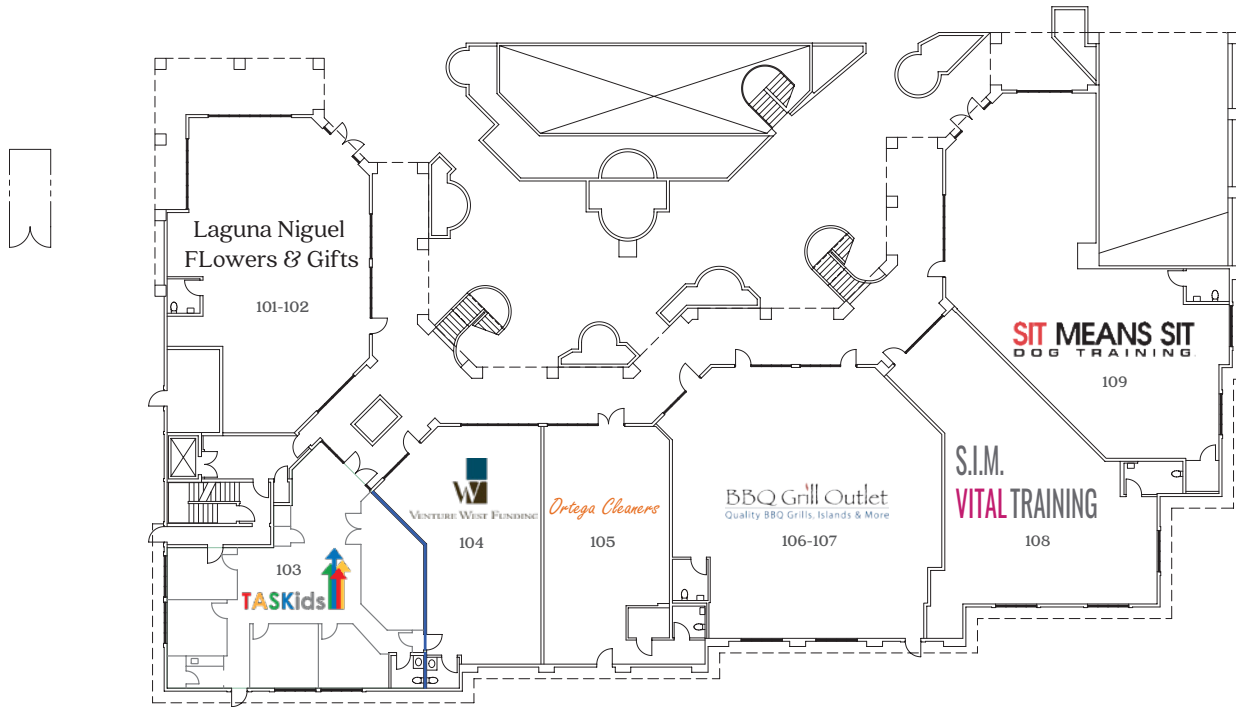 Laguna Niguel
FLowers & Gifts
101-102
SIT MEANS SIT
DOG TRAINING
109
S.I.M.
VITAL TRAINING
108
W
VENTURE WEST FUNDING
104
Ortega Cleaners
105
BBQ Grill Outlet
Quality BBQ Grills, Islands & More
106-107
103
TASKids